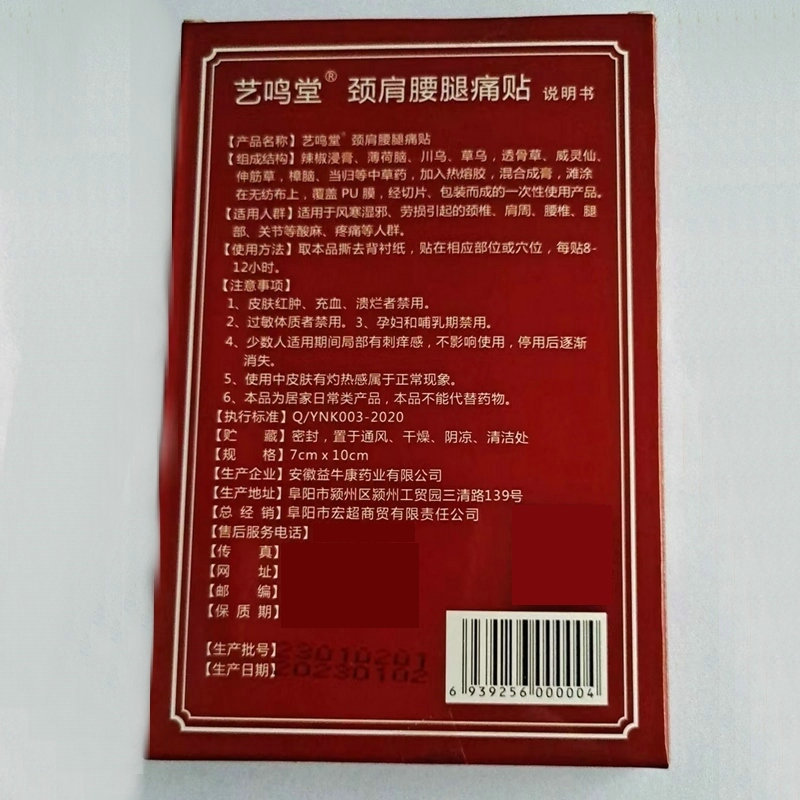 艺鸣堂® 颈肩腰腿痛贴 说明书
【产品名称】艺鸣堂® 颈肩腰腿痛贴
【组成结构】辣椒浸膏、薄荷脑、川乌、草乌，透骨草、威灵仙、
伸筋草，樟脑、当归等中草药，加入热熔胶，混合成膏，滩涂
在无纺布上，覆盖 PU 膜，经切片、包装而成的一次性使用产品。
【适用人群】适用于风寒湿邪、劳损引起的颈椎、肩周、腰椎、腿
部、关节等酸麻、疼痛等人群。
【使用方法】取本品撕去背衬纸，贴在相应部位或穴位，每贴8-
12小时。
【注意事项】
1、皮肤红肿、充血、溃烂者禁用。
2、过敏体质者禁用。3、孕妇和哺乳期禁用。
4、少数人适用期间局部有刺痒感，不影响使用，停用后逐渐
消失。
5、使用中皮肤有灼热感属于正常现象。
6、本品为居家日常类产品，本品不能代替药物。
【执行标准】Q/YNK003-2020
【贮 藏】密封，置于通风、干燥、阴凉、清洁处
【规 格】7cm x 10cm
【生产企业】安徽益牛康药业有限公司
【生产地址】阜阳市颍州区颍州工贸园三清路139号
【总 经 销】阜阳市宏超商贸有限责任公司
【售后服务电话】
【传 真】
【网 址】
【邮 编】
【保 质 期】
【生产批号】23010201
【生产日期】20230102
6 939256 000004